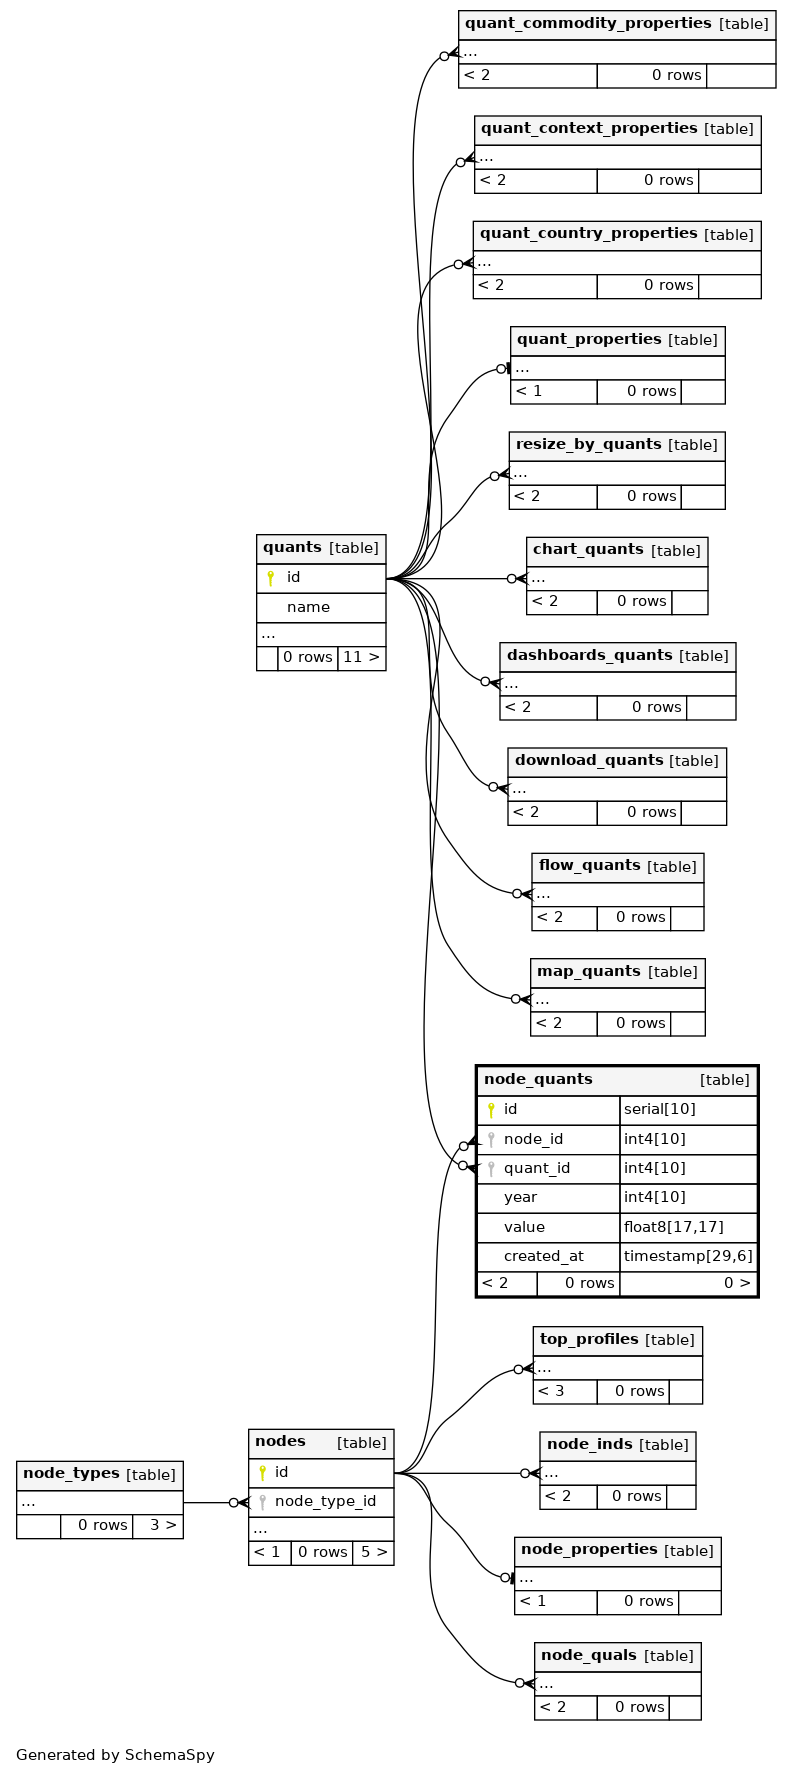 quant_commodity_properties [table]
...
< 2 0 rows
quant_context_properties [table]
...
< 2 0 rows
quant_country_properties [table]
...
< 2 0 rows
quant_properties [table]
...
< 1 0 rows
resize_by_quants [table]
...
< 2 0 rows
quants [table]
id
name
...
0 rows 11 >
chart_quants [table]
...
< 2 0 rows
dashboards_quants [table]
...
< 2 0 rows
download_quants [table]
...
< 2 0 rows
flow_quants [table]
...
< 2 0 rows
map_quants [table]
...
< 2 0 rows
node_quants [table]
id serial[10]
node_id int4[10]
quant_id int4[10]
year int4[10]
value float8[17,17]
created_at timestamp[29,6]
< 2 0 rows 0 >
top_profiles [table]
...
< 3 0 rows
node_types [table]
...
0 rows 3 >
nodes [table]
id
node_type_id
...
< 1 0 rows 5 >
node_inds [table]
...
< 2 0 rows
node_properties [table]
...
< 1 0 rows
node_quals [table]
...
< 2 0 rows
Generated by SchemaSpy